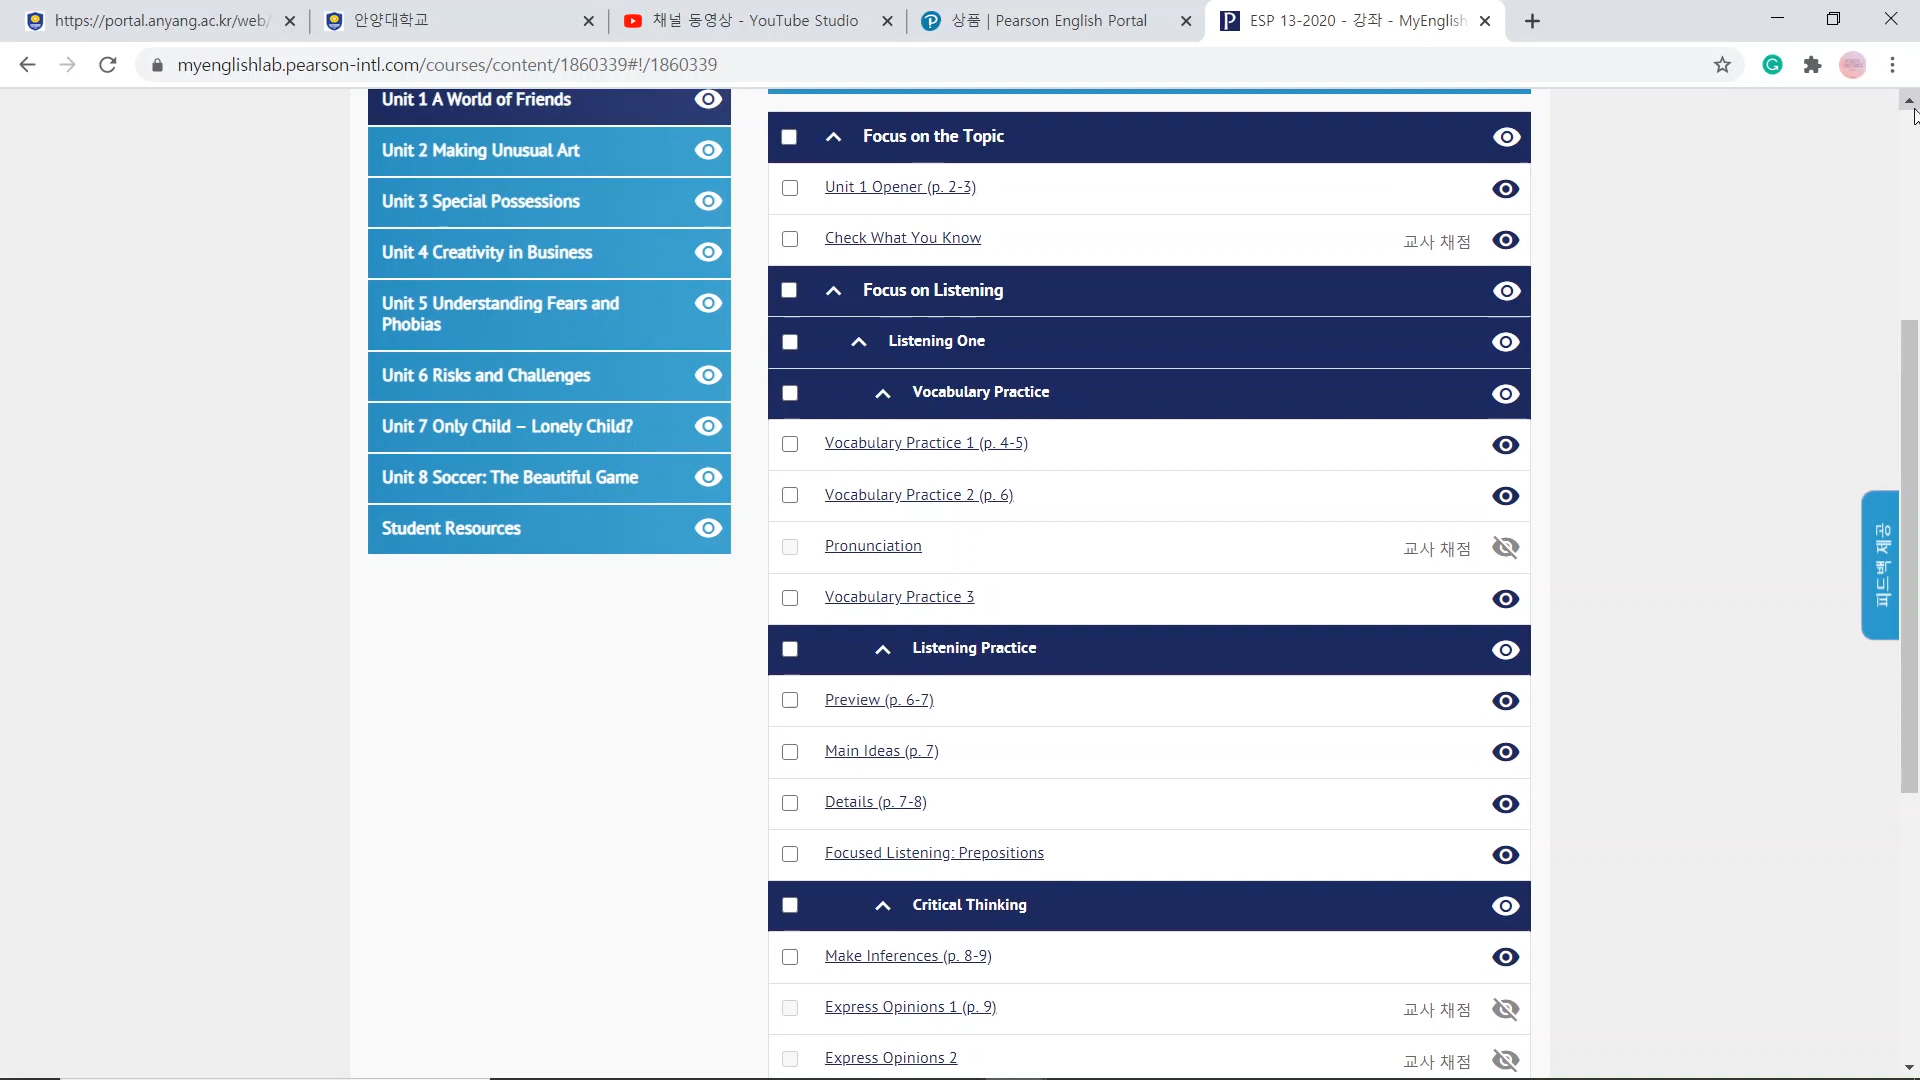 https://portal.anyang.ac.kr/web/
안양대학교
채널 동영상 - YouTube Studio
상품 | Pearson English Portal
ESP 13-2020 - 강좌 - MyEnglish
myenglishlab.pearson-intl.com/courses/content/1860339#!/1860339
Unit 1 A World of Friends
Unit 2 Making Unusual Art
Unit 3 Special Possessions
Unit 4 Creativity in Business
Unit 5 Understanding Fears and
Phobias
Unit 6 Risks and Challenges
Unit 7 Only Child – Lonely Child?
Unit 8 Soccer: The Beautiful Game
Student Resources
Focus on the Topic
Unit 1 Opener (p. 2-3)
Check What You Know 교사 채점
Focus on Listening
Listening One
Vocabulary Practice
Vocabulary Practice 1 (p. 4-5)
Vocabulary Practice 2 (p. 6)
Pronunciation 교사 채점
Vocabulary Practice 3
Listening Practice
Preview (p. 6-7)
Main Ideas (p. 7)
Details (p. 7-8)
Focused Listening: Prepositions
Critical Thinking
Make Inferences (p. 8-9)
Express Opinions 1 (p. 9) 교사 채점
Express Opinions 2 교사 채점
피드백 제공